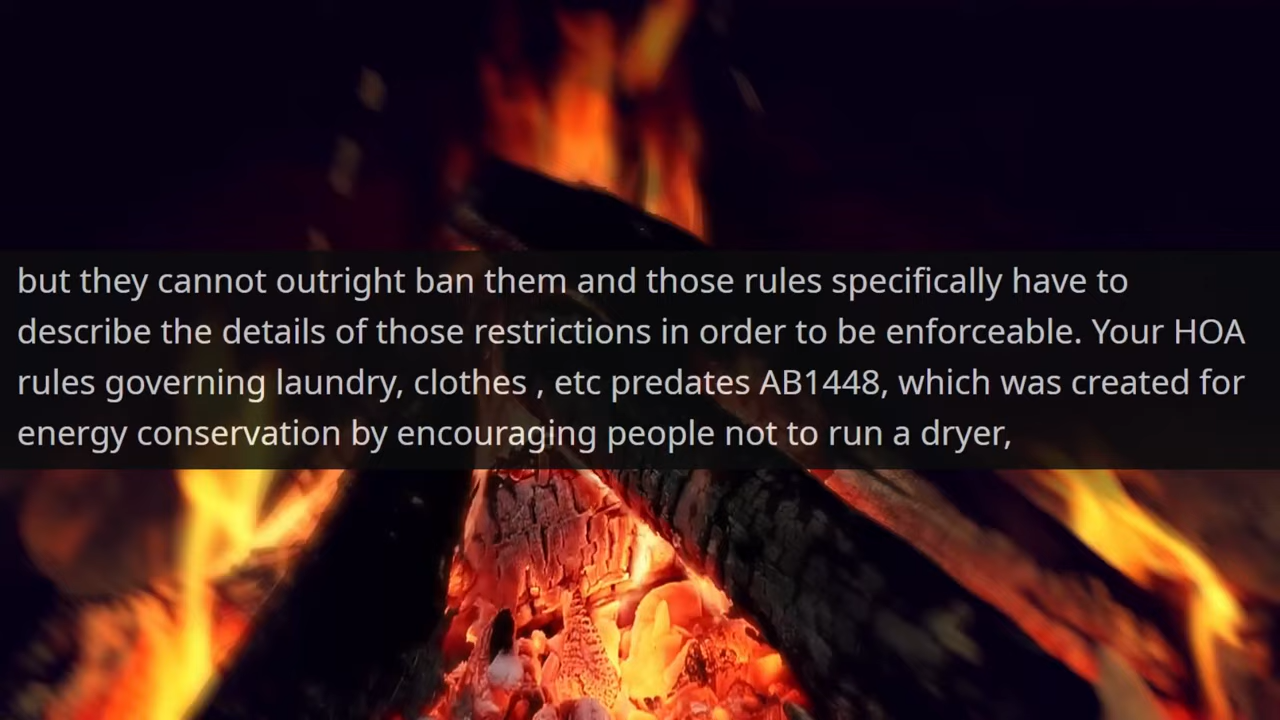 but they cannot outright ban them and those rules specifically have to
describe the details of those restrictions in order to be enforceable. Your HOA
rules governing laundry, clothes , etc predates AB1448, which was created for
energy conservation by encouraging people not to run a dryer,